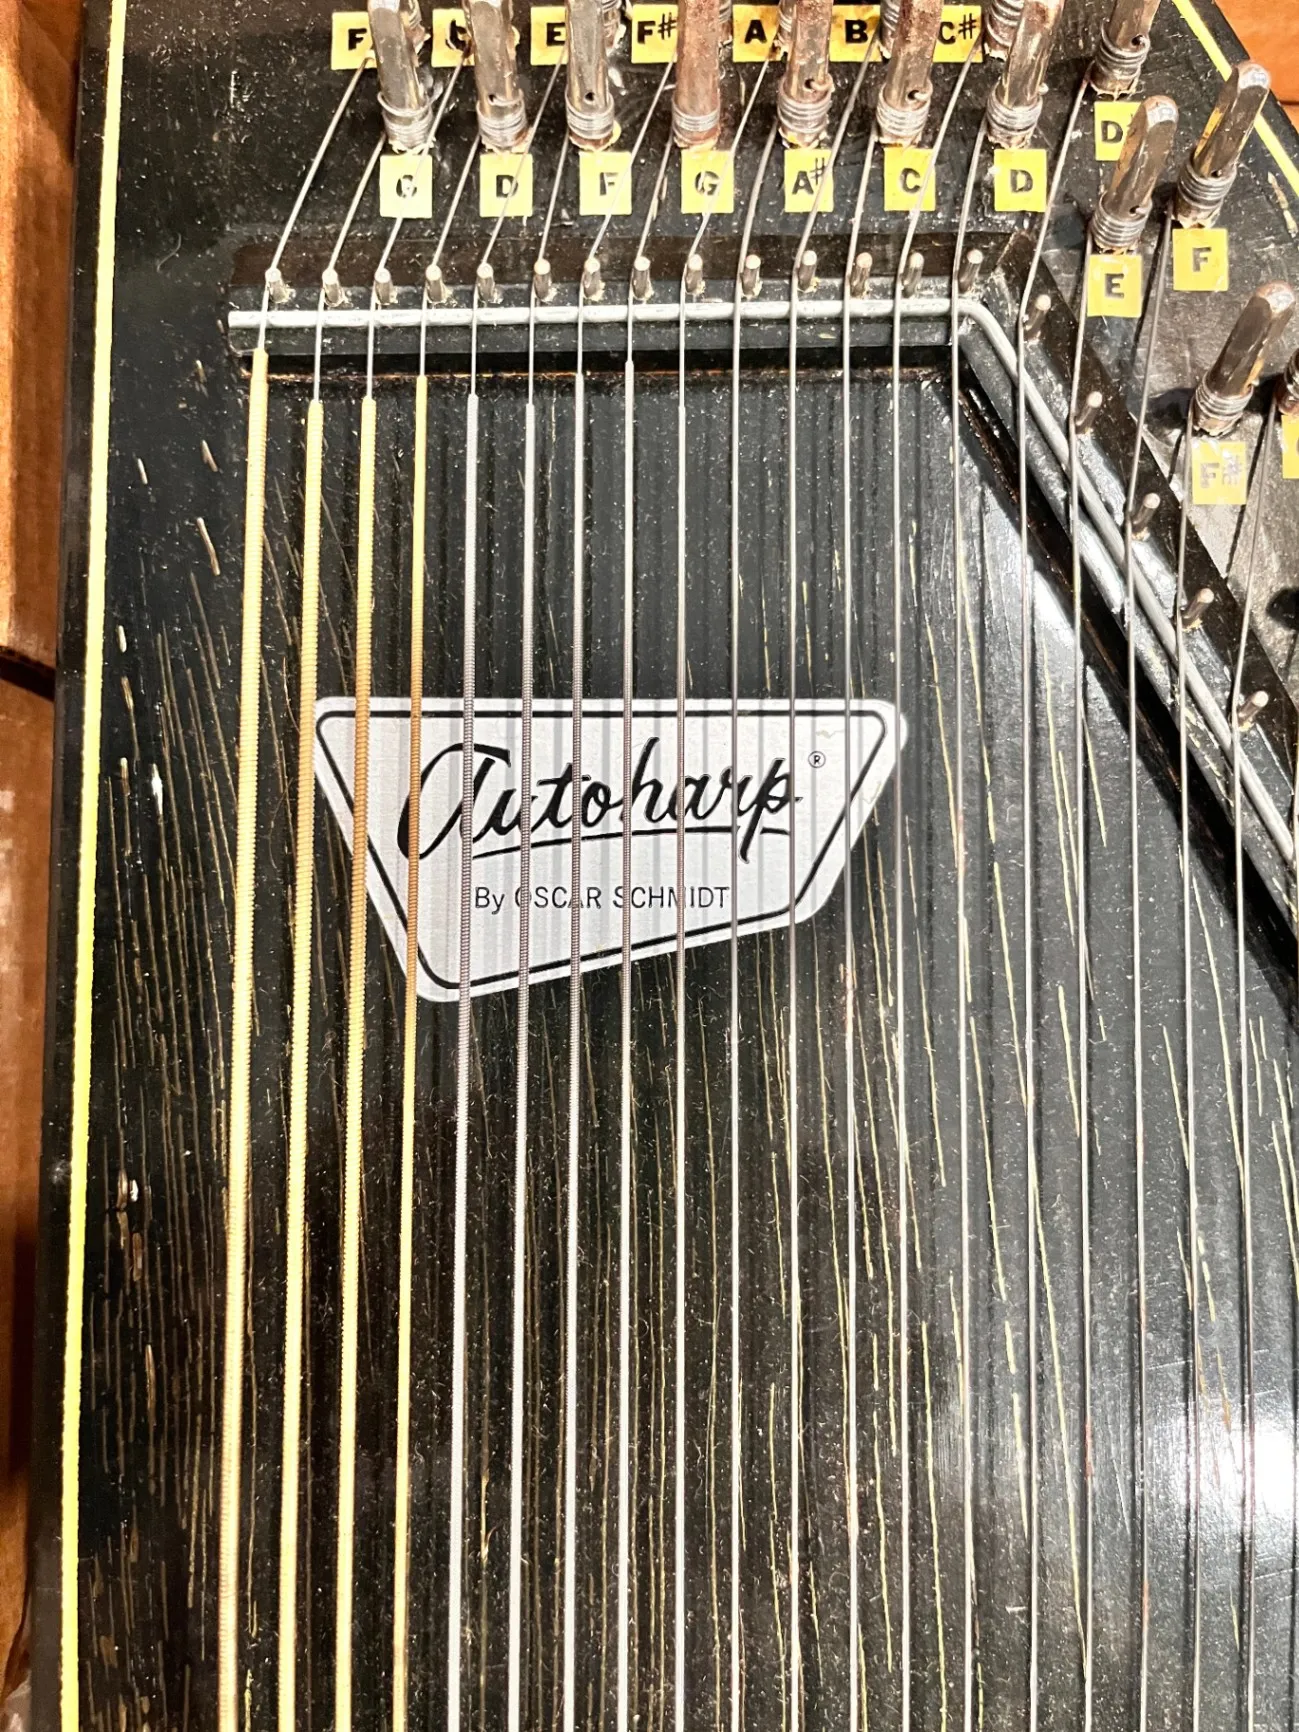 F C E F# A B C#
G D F G A# C D
D#
E F
F#
Autoharp ®
By OSCAR SCHMIDT